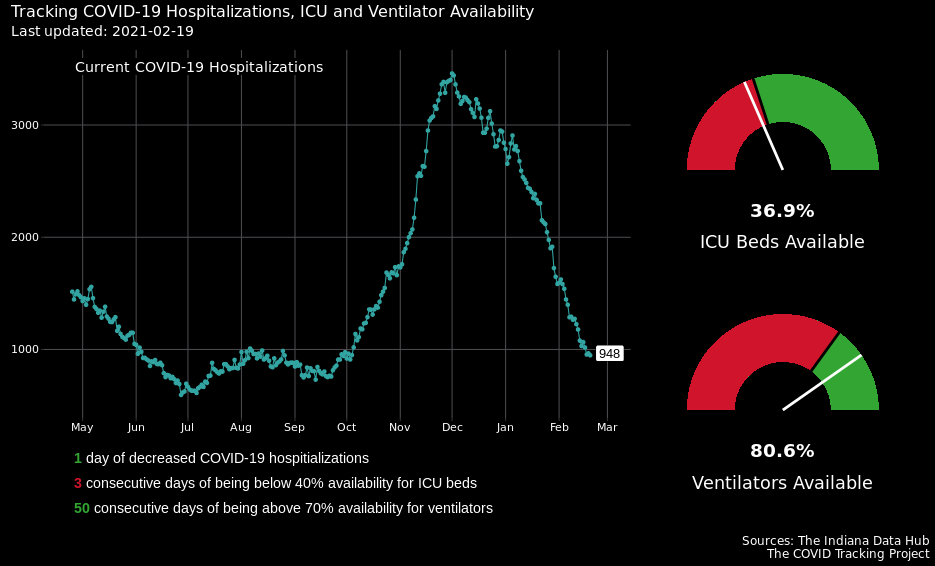 Tracking COVID-19 Hospitalizations, ICU and Ventilator Availability
Last updated: 2021-02-19
Current COVID-19 Hospitalizations
3000
2000
1000
948
May Jun Jul Aug Sep Oct Nov Dec Jan Feb Mar
36.9%
ICU Beds Available
80.6%
Ventilators Available
1 day of decreased COVID-19 hospitializations
3 consecutive days of being below 40% availability for ICU beds
50 consecutive days of being above 70% availability for ventilators
Sources: The Indiana Data Hub
The COVID Tracking Project